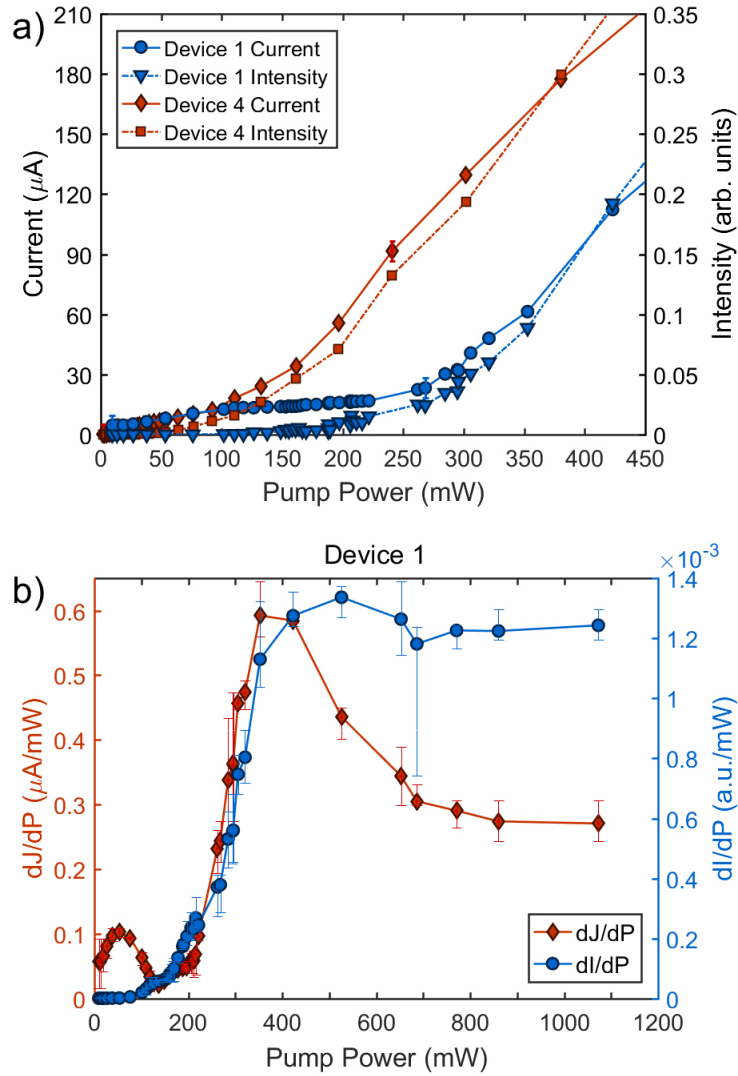 a)
210
180
150
120
90
60
30
0
Current (μA)
Device 1 Current
Device 1 Intensity
Device 4 Current
Device 4 Intensity
0.35
0.3
0.25
0.2
0.15
0.1
0.05
0
Intensity (arb. units)
0 50 100 150 200 250 300 350 400 450
Pump Power (mW)
b)
Device 1
×10⁻³
0.6
0.5
0.4
0.3
0.2
0.1
0
dJ/dP (μA/mW)
1.4
1.2
1
0.8
0.6
0.4
0.2
0
dI/dP (a.u./mW)
dJ/dP
dI/dP
0 200 400 600 800 1000 1200
Pump Power (mW)